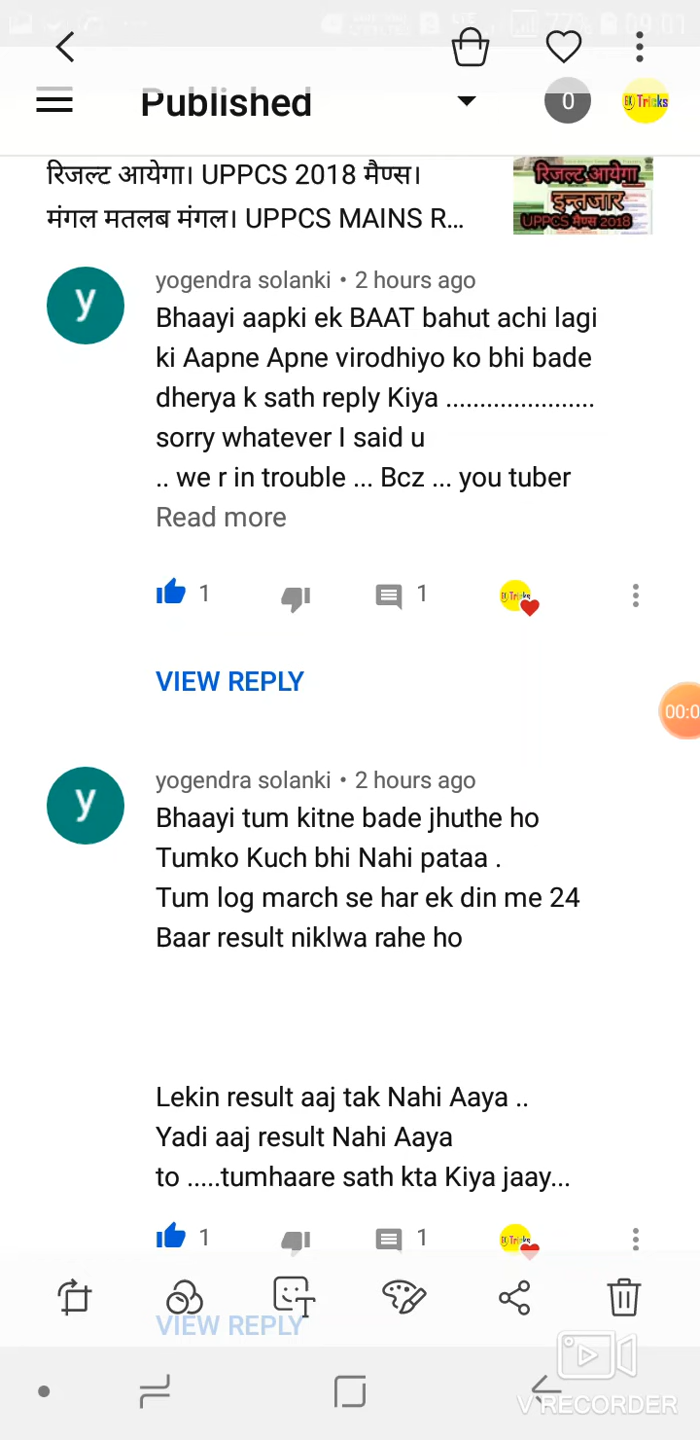 Published
0
BK Tricks
रिजल्ट आयेगा। UPPCS 2018 मैण्स।
मंगल मतलब मंगल। UPPCS MAINS R...
रिजल्ट आयेगा
इन्तजार
UPPCS मैण्स 2018
y
yogendra solanki • 2 hours ago
Bhaayi aapki ek BAAT bahut achi lagi
ki Aapne Apne virodhiyo ko bhi bade
dherya k sath reply Kiya ......................
sorry whatever I said u
.. we r in trouble ... Bcz ... you tuber
Read more
1
1
VIEW REPLY
00:0
y
yogendra solanki • 2 hours ago
Bhaayi tum kitne bade jhuthe ho
Tumko Kuch bhi Nahi pataa .
Tum log march se har ek din me 24
Baar result niklwa rahe ho
Lekin result aaj tak Nahi Aaya ..
Yadi aaj result Nahi Aaya
to .....tumhaare sath kta Kiya jaay...
1
1
VIEW REPLY
V RECORDER